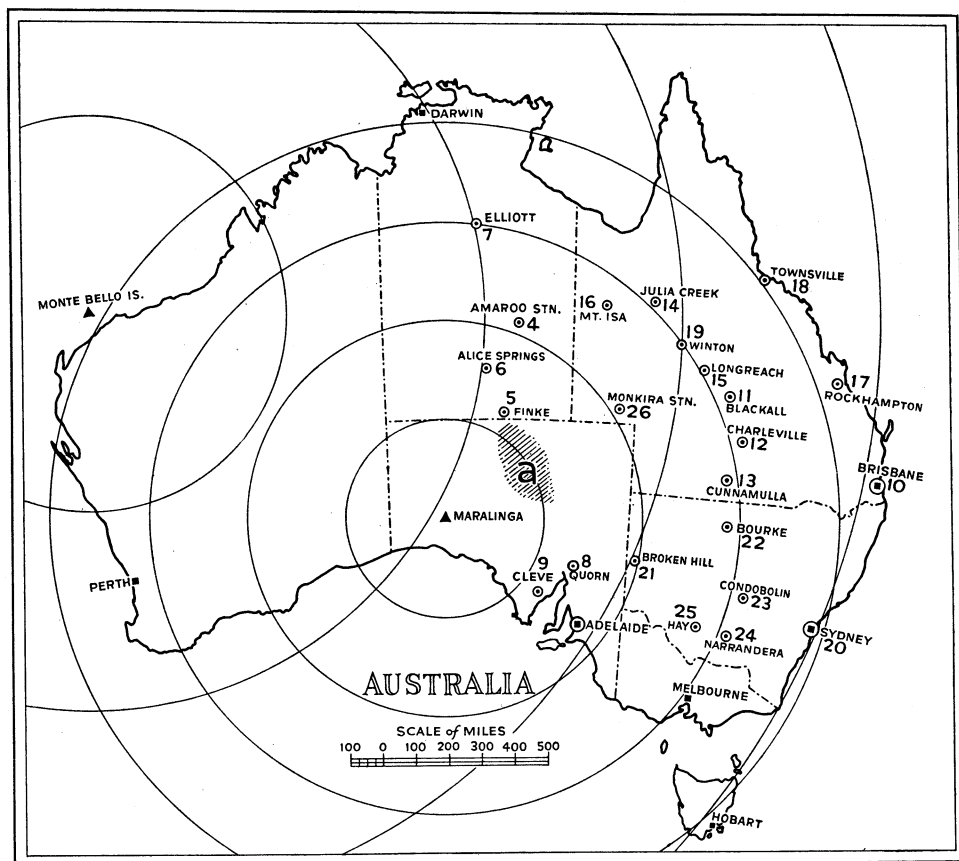 DARWIN
ELLIOTT
7
TOWNSVILLE
18
MONTE BELLO IS.
JULIA CREEK
14
16
MT. ISA
AMAROO STN.
4
19
WINTON
ALICE SPRINGS
6
LONGREACH
15
17
ROCKHAMPTON
5
FINKE
MONKIRA STN.
26
11
BLACKALL
CHARLEVILLE
12
a
13
CUNNAMULLA
BRISBANE
10
MARALINGA
BOURKE
22
PERTH
9
CLEVE
8
QUORN
BROKEN HILL
21
CONDOBOLIN
23
ADELAIDE
25
HAY
24
NARRANDERA
SYDNEY
20
AUSTRALIA
MELBOURNE
SCALE of MILES
100 0 100 200 300 400 500
HOBART